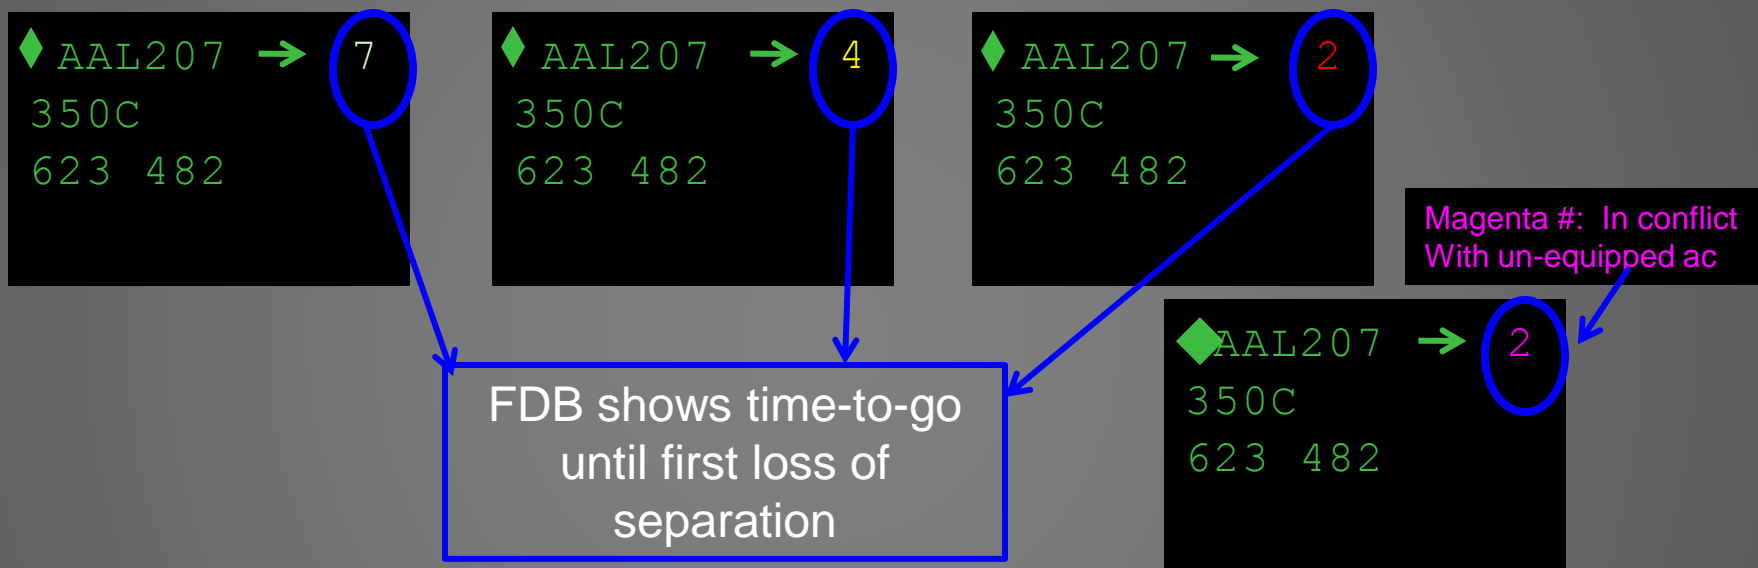 AAL207 → 7
350C
623 482
AAL207 → 4
350C
623 482
AAL207 → 2
350C
623 482
Magenta #: In conflict
With un-equipped ac
AAL207 → 2
350C
623 482
FDB shows time-to-go
until first loss of
separation